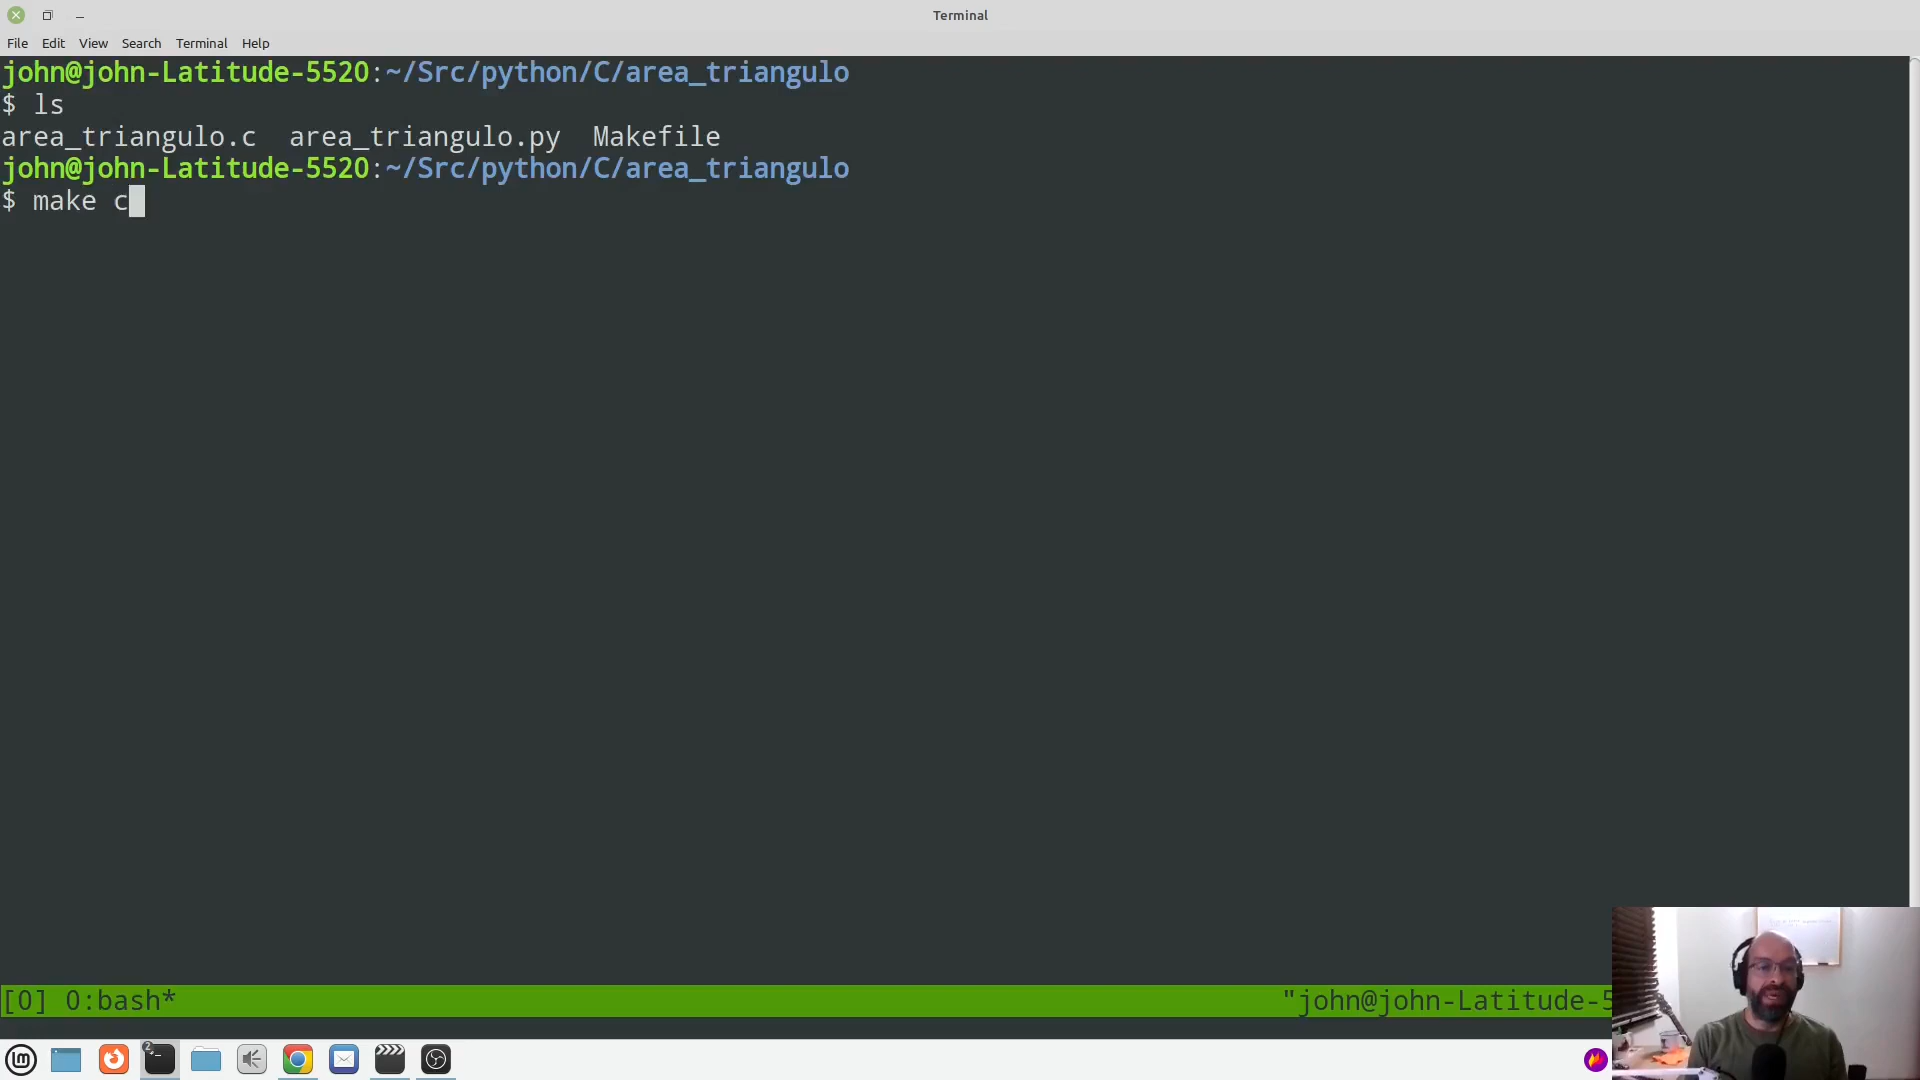 Terminal
File Edit View Search Terminal Help
john@john-Latitude-5520:~/Src/python/C/area_triangulo
$ ls
area_triangulo.c area_triangulo.py Makefile
john@john-Latitude-5520:~/Src/python/C/area_triangulo
$ make c
[0] 0:bash* "john@john-Latitude-5
2